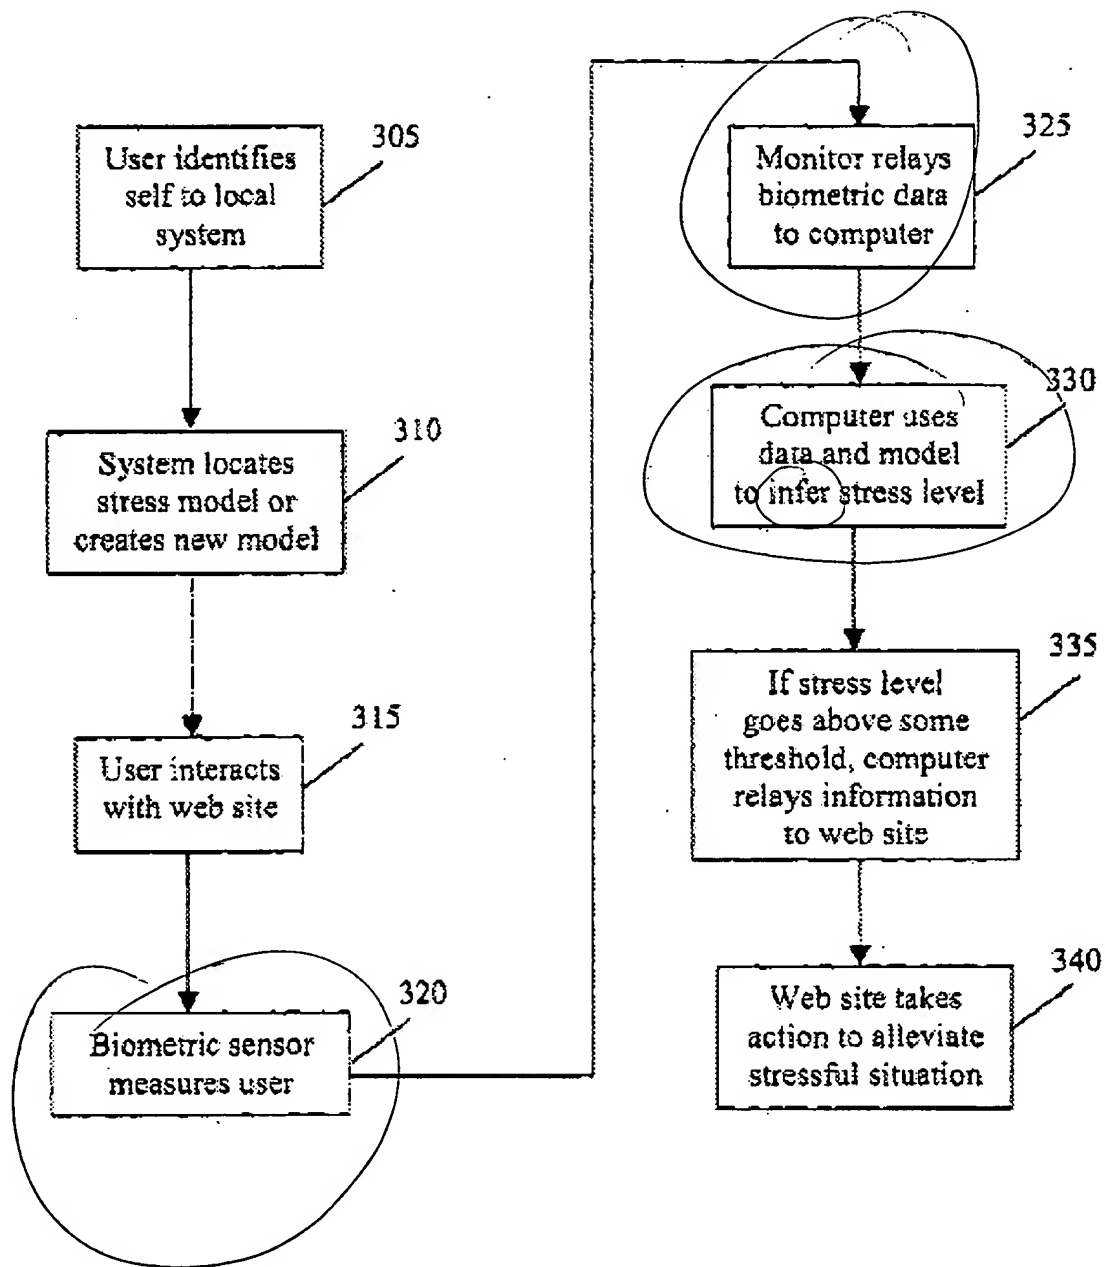 305
User identifies
self to local
system
310
System locates
stress model or
creates new model
315
User interacts
with web site
320
Biometric sensor
measures user
325
Monitor relays
biometric data
to computer
330
Computer uses
data and model
to infer stress level
335
If stress level
goes above some
threshold, computer
relays information
to web site
340
Web site takes
action to alleviate
stressful situation